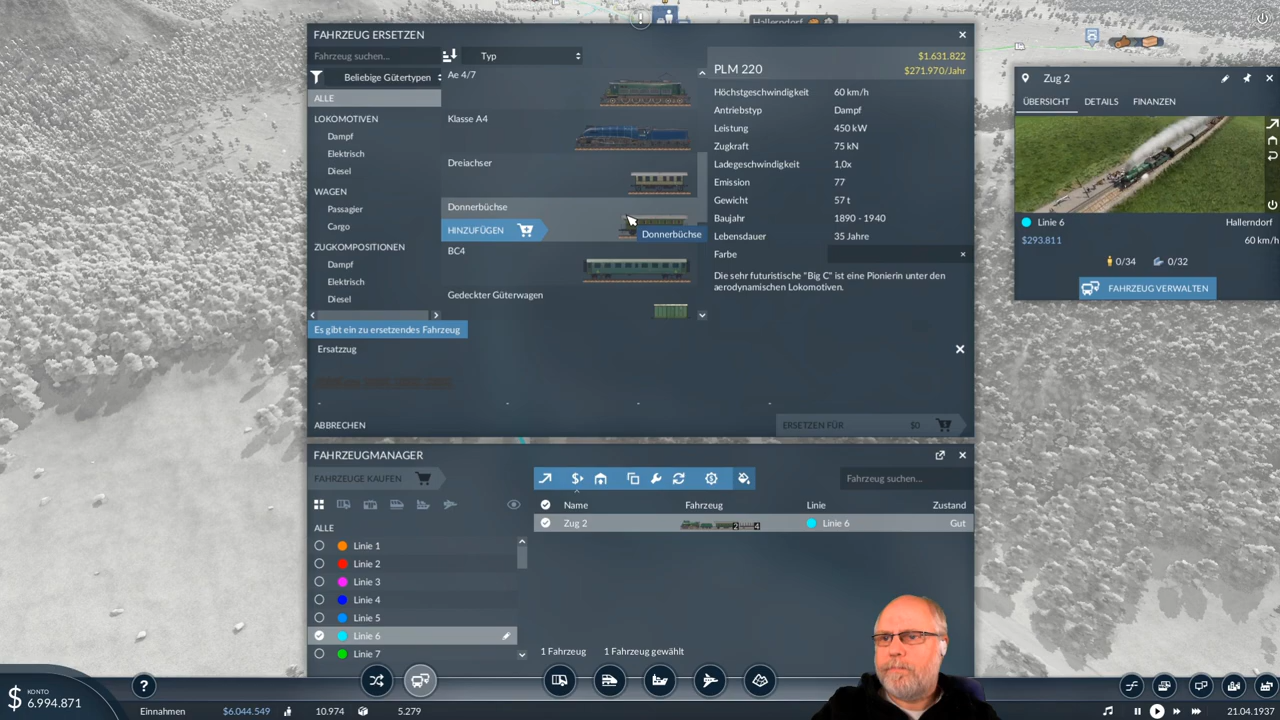 Hallerndorf
FAHRZEUG ERSETZEN
Fahrzeug suchen...
Typ
Beliebige Gütertypen
ALLE
LOKOMOTIVEN
Dampf
Elektrisch
Diesel
WAGEN
Passagier
Cargo
ZUGKOMPOSITIONEN
Dampf
Elektrisch
Diesel
Ae 4/7
Klasse A4
Dreiachser
Donnerbüchse
HINZUFÜGEN
Donnerbüchse
BC4
Gedeckter Güterwagen
$1.631.822
$271.970/Jahr
PLM 220
Höchstgeschwindigkeit 60 km/h
Antriebstyp Dampf
Leistung 450 kW
Zugkraft 75 kN
Ladegeschwindigkeit 1,0x
Emission 77
Gewicht 57 t
Baujahr 1890 - 1940
Lebensdauer 35 Jahre
Farbe
Die sehr futuristische "Big C" ist eine Pionierin unter den
aerodynamischen Lokomotiven.
Es gibt ein zu ersetzendes Fahrzeug
Ersatzzug
- - - -
ABBRECHEN
ERSETZEN FÜR $0
Zug 2
ÜBERSICHT DETAILS FINANZEN
Linie 6 Hallerndorf
$293.811 60 km/h
0/34 0/32
FAHRZEUG VERWALTEN
FAHRZEUGMANAGER
FAHRZEUGE KAUFEN
Fahrzeug suchen...
ALLE
Linie 1
Linie 2
Linie 3
Linie 4
Linie 5
Linie 6
Linie 7
Name Fahrzeug Linie Zustand
Zug 2 2 4 Linie 6 Gut
1 Fahrzeug 1 Fahrzeug gewählt
$ KONTO
6.994.871
?
Einnahmen $6.044.549 10.974 5.279
21.04.1937